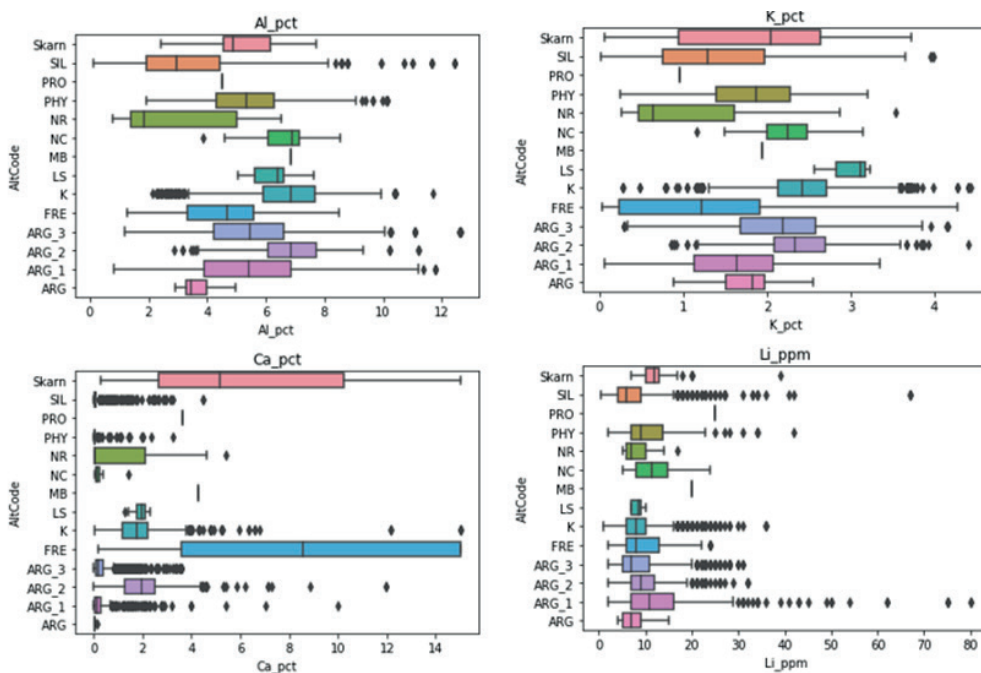 Al_pct
AltCode
Skarn
SIL
PRO
PHY
NR
NC
MB
LS
K
FRE
ARG_3
ARG_2
ARG_1
ARG
0 2 4 6 8 10 12
Al_pct
K_pct
AltCode
Skarn
SIL
PRO
PHY
NR
NC
MB
LS
K
FRE
ARG_3
ARG_2
ARG_1
ARG
0 1 2 3 4
K_pct
Ca_pct
AltCode
Skarn
SIL
PRO
PHY
NR
NC
MB
LS
K
FRE
ARG_3
ARG_2
ARG_1
ARG
0 2 4 6 8 10 12 14
Ca_pct
Li_ppm
AltCode
Skarn
SIL
PRO
PHY
NR
NC
MB
LS
K
FRE
ARG_3
ARG_2
ARG_1
ARG
0 10 20 30 40 50 60 70 80
Li_ppm